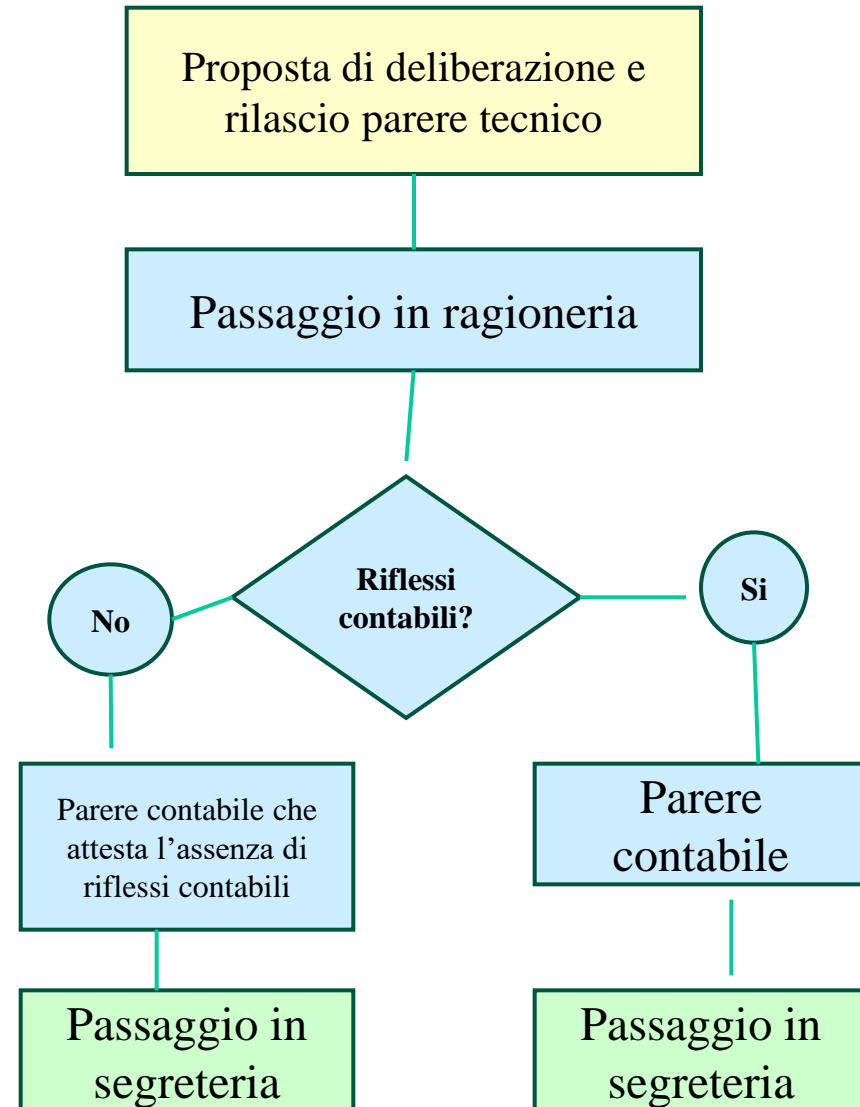 Proposta di deliberazione e
rilascio parere tecnico
Passaggio in ragioneria
Riflessi
contabili?
No
Si
Parere contabile che
attesta l’assenza di
riflessi contabili
Parere
contabile
Passaggio in
segreteria
Passaggio in
segreteria